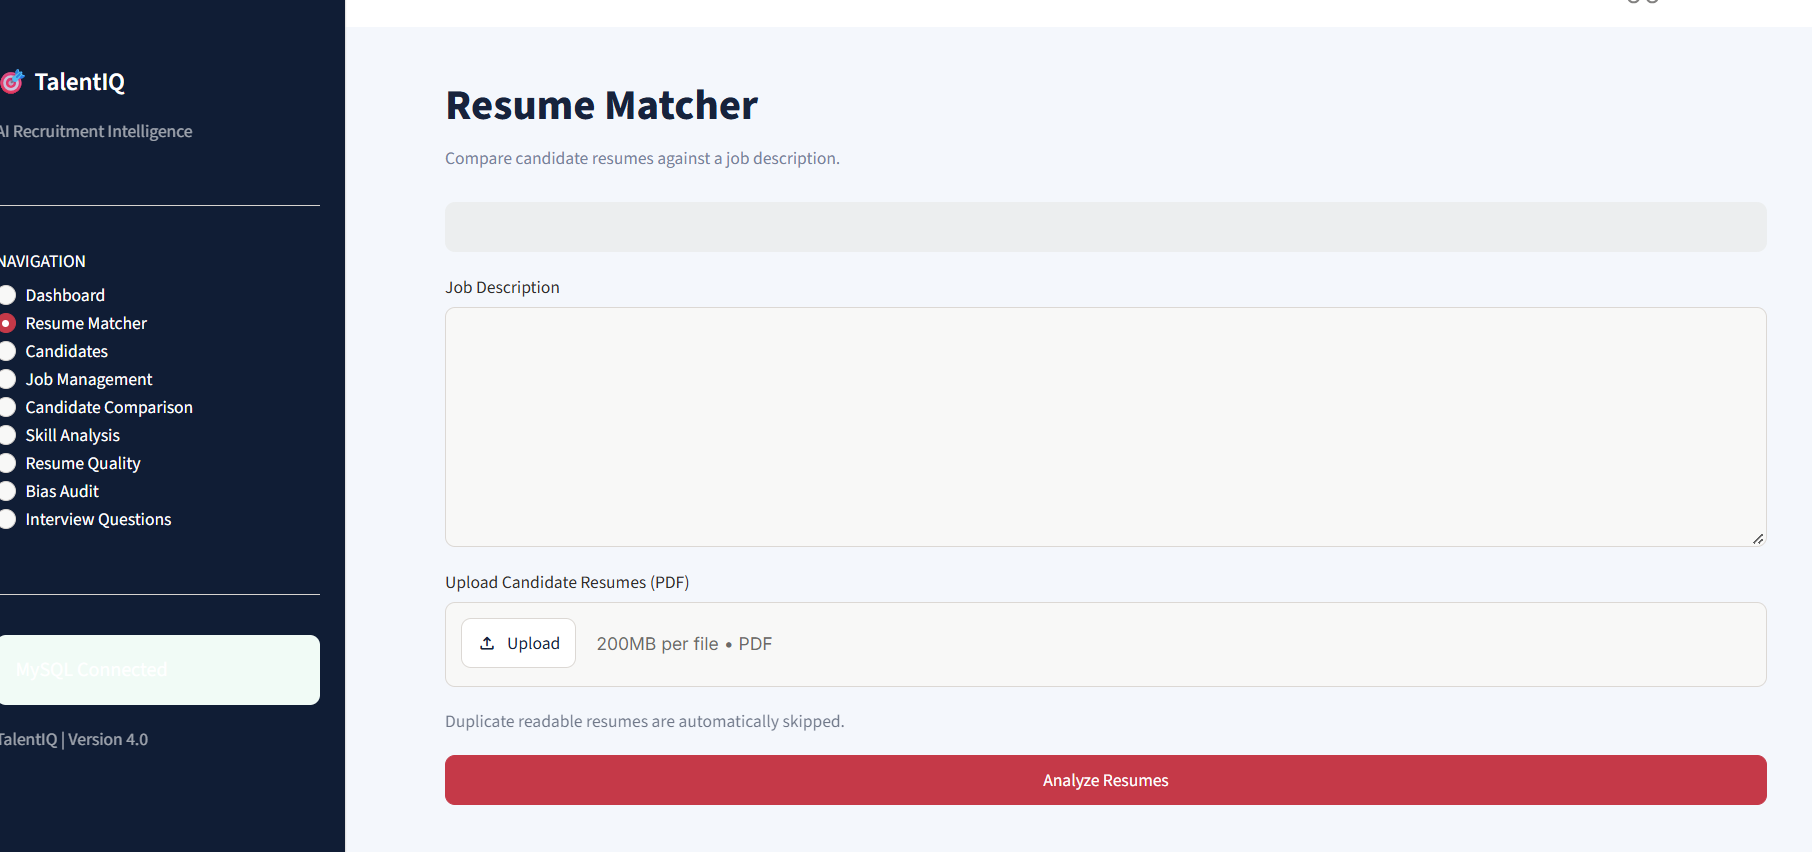 TalentIQ
AI Recruitment Intelligence
NAVIGATION
Dashboard
Resume Matcher
Candidates
Job Management
Candidate Comparison
Skill Analysis
Resume Quality
Bias Audit
Interview Questions
MySQL Connected
TalentIQ | Version 4.0
Resume Matcher
Compare candidate resumes against a job description.
Job Description
Upload Candidate Resumes (PDF)
Upload
200MB per file • PDF
Duplicate readable resumes are automatically skipped.
Analyze Resumes